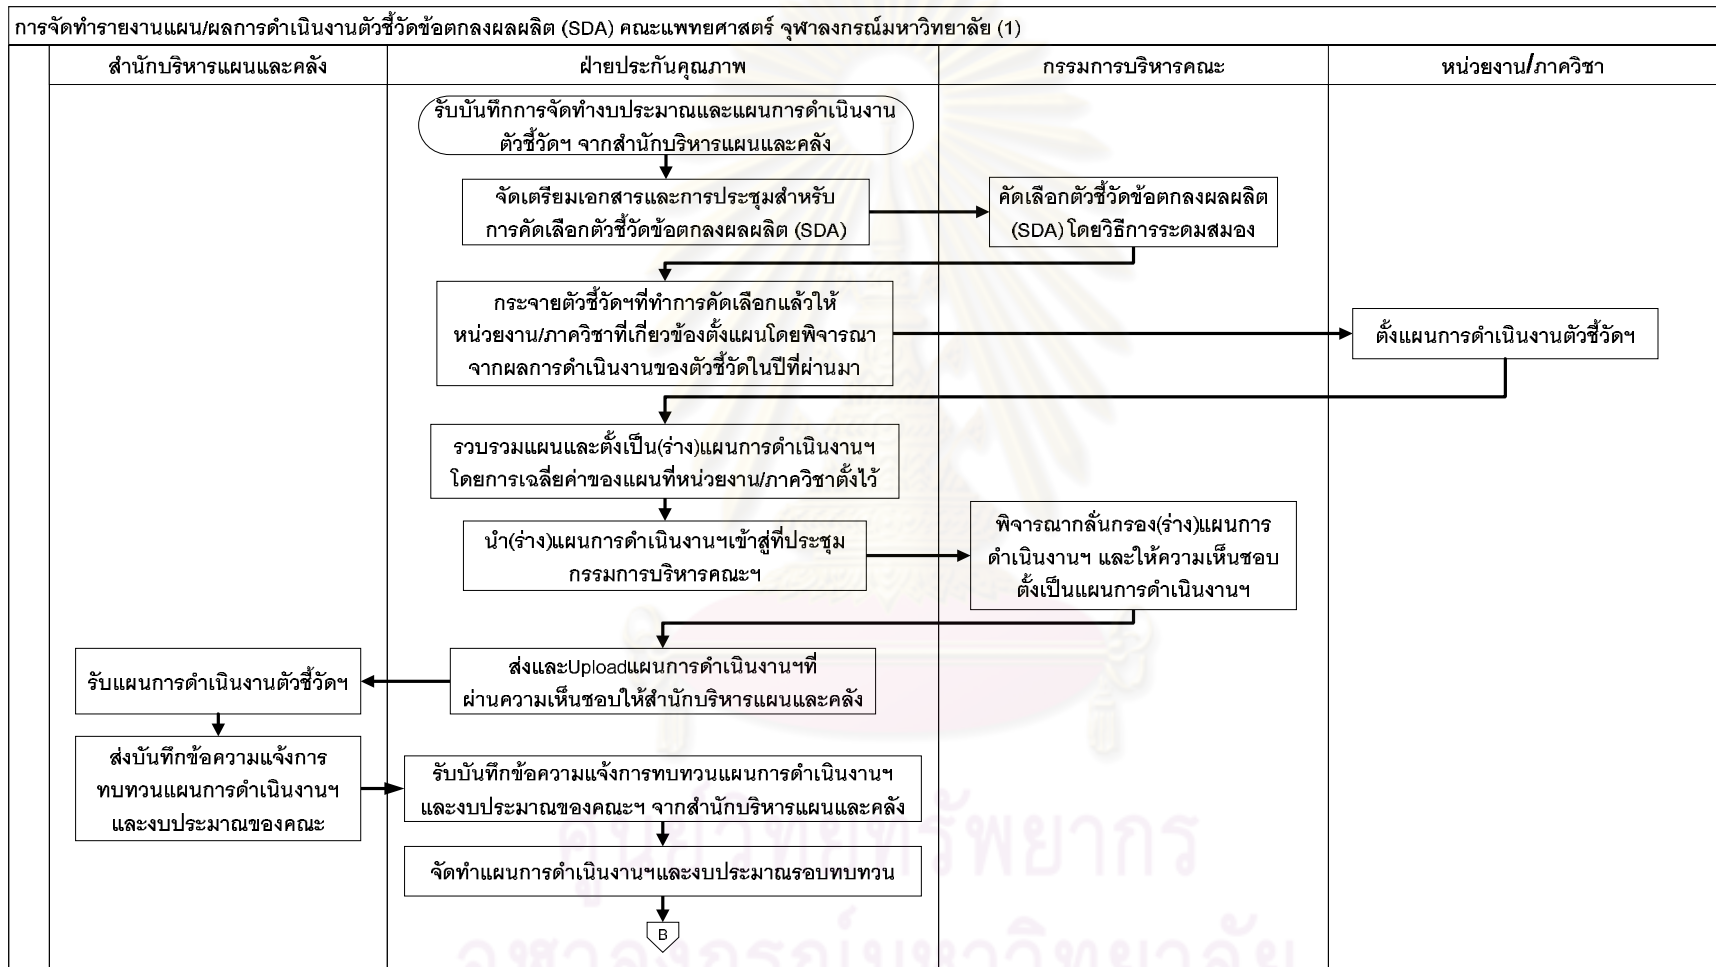 การจัดทำรายงานแผน/ผลการดำเนินงานตัวชี้วัดข้อตกลงผลผลิต (SDA) คณะแพทยศาสตร์ จุฬาลงกรณ์มหาวิทยาลัย (1)
สำนักบริหารแผนและคลัง
ฝ่ายประกันคุณภาพ
กรรมการบริหารคณะ
หน่วยงาน/ภาควิชา
รับบันทึกการจัดทำงบประมาณและแผนการดำเนินงาน
ตัวชี้วัดฯ จากสำนักบริหารแผนและคลัง
จัดเตรียมเอกสารและการประชุมสำหรับ
การคัดเลือกตัวชี้วัดข้อตกลงผลผลิต (SDA)
คัดเลือกตัวชี้วัดข้อตกลงผลผลิต
(SDA) โดยวิธีการระดมสมอง
กระจายตัวชี้วัดฯที่ทำการคัดเลือกแล้วให้
หน่วยงาน/ภาควิชาที่เกี่ยวข้องตั้งแผนโดยพิจารณา
จากผลการดำเนินงานของตัวชี้วัดในปีที่ผ่านมา
ตั้งแผนการดำเนินงานตัวชี้วัดฯ
รวบรวมแผนและตั้งเป็น(ร่าง)แผนการดำเนินงานฯ
โดยการเฉลี่ยค่าของแผนที่หน่วยงาน/ภาควิชาตั้งไว้
นำ(ร่าง)แผนการดำเนินงานฯเข้าสู่ที่ประชุม
กรรมการบริหารคณะฯ
พิจารณากลั่นกรอง(ร่าง)แผนการ
ดำเนินงานฯ และให้ความเห็นชอบ
ตั้งเป็นแผนการดำเนินงานฯ
ส่งและUploadแผนการดำเนินงานฯที่
ผ่านความเห็นชอบให้สำนักบริหารแผนและคลัง
รับแผนการดำเนินงานตัวชี้วัดฯ
ส่งบันทึกข้อความแจ้งการ
ทบทวนแผนการดำเนินงานฯ
และงบประมาณของคณะ
รับบันทึกข้อความแจ้งการทบทวนแผนการดำเนินงานฯ
และงบประมาณของคณะฯ จากสำนักบริหารแผนและคลัง
จัดทำแผนการดำเนินงานฯและงบประมาณรอบทบทวน
B
ศูนย์วิทยทรัพยากร
จุฬาลงกรณ์มหาวิทยาลัย